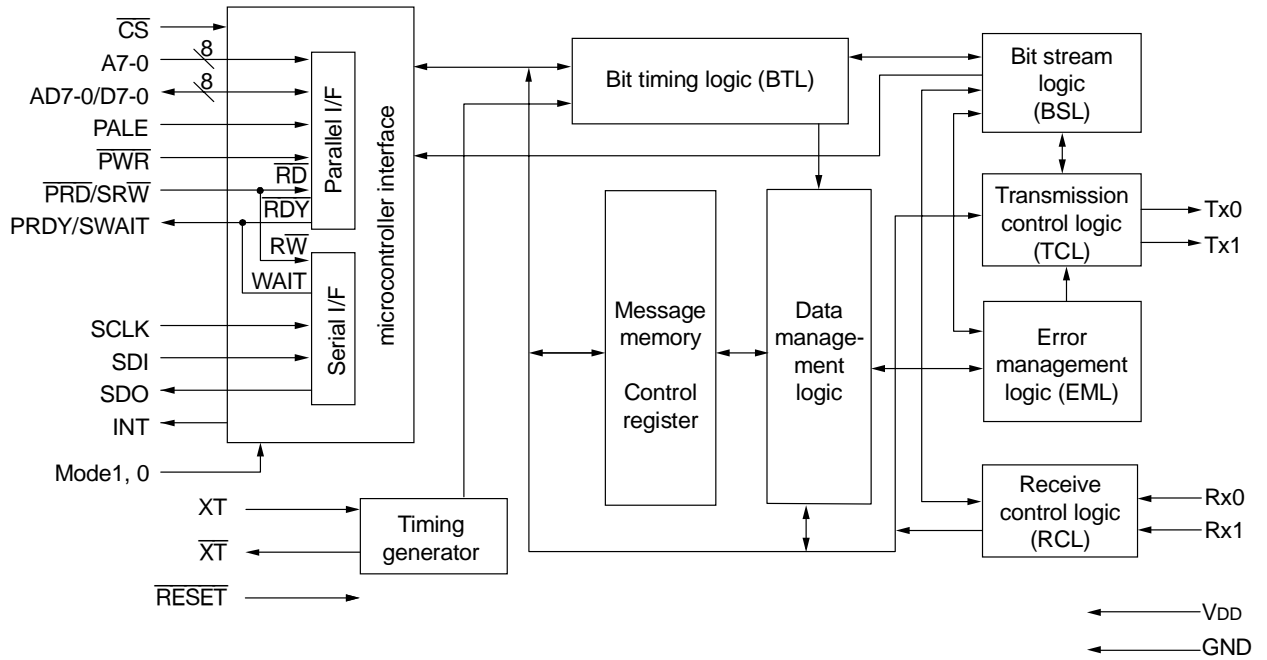 CS
A7-0
8
AD7-0/D7-0
8
PALE
PWR
PRD/SRW
PRDY/SWAIT
SCLK
SDI
SDO
INT
Mode1, 0
RD
RDY
RW
WAIT
Parallel I/F
Serial I/F
microcontroller interface
XT
XT
RESET
Timing
generator
Bit timing logic (BTL)
Message
memory
Control
register
Data
manage-
ment
logic
Bit stream
logic
(BSL)
Transmission
control logic
(TCL)
Tx0
Tx1
Error
management
logic (EML)
Receive
control logic
(RCL)
Rx0
Rx1
VDD
GND